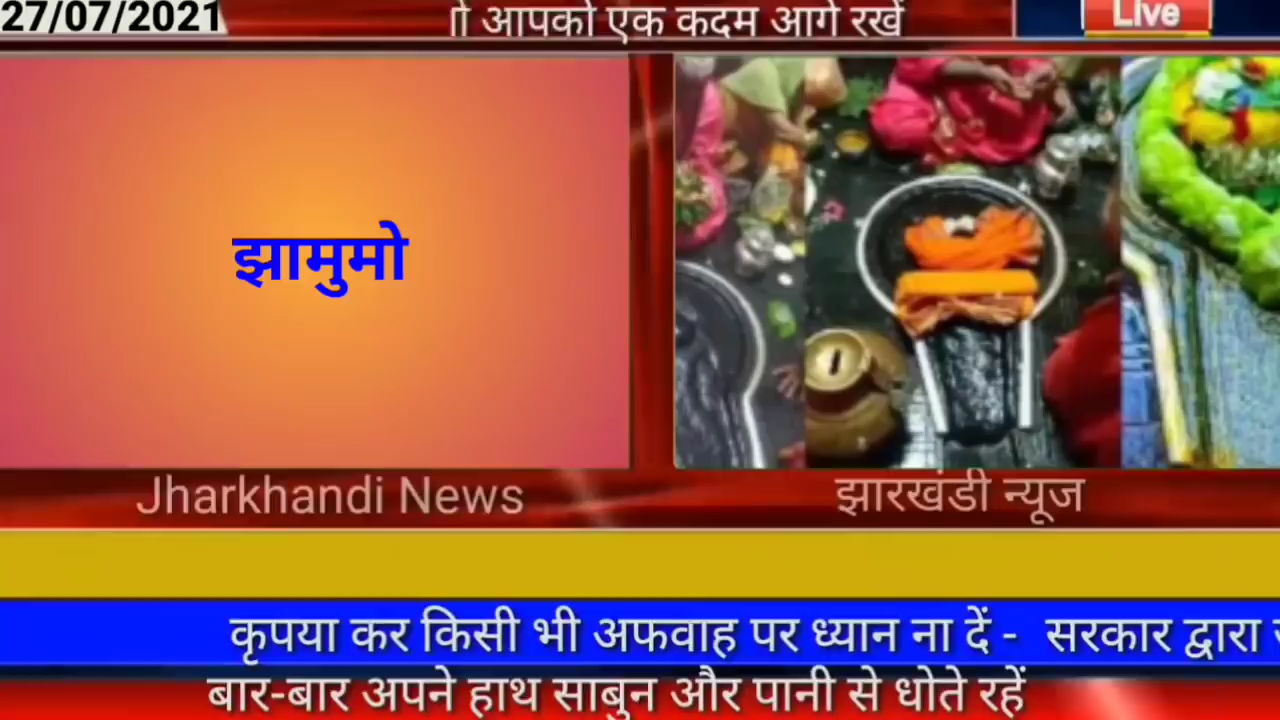 27/07/2021
आपको एक कदम आगे रखें
Live
झामुमो
Jharkhandi News
झारखंडी न्यूज
कृपया कर किसी भी अफवाह पर ध्यान ना दें - सरकार द्वारा
बार-बार अपने हाथ साबुन और पानी से धोते रहें